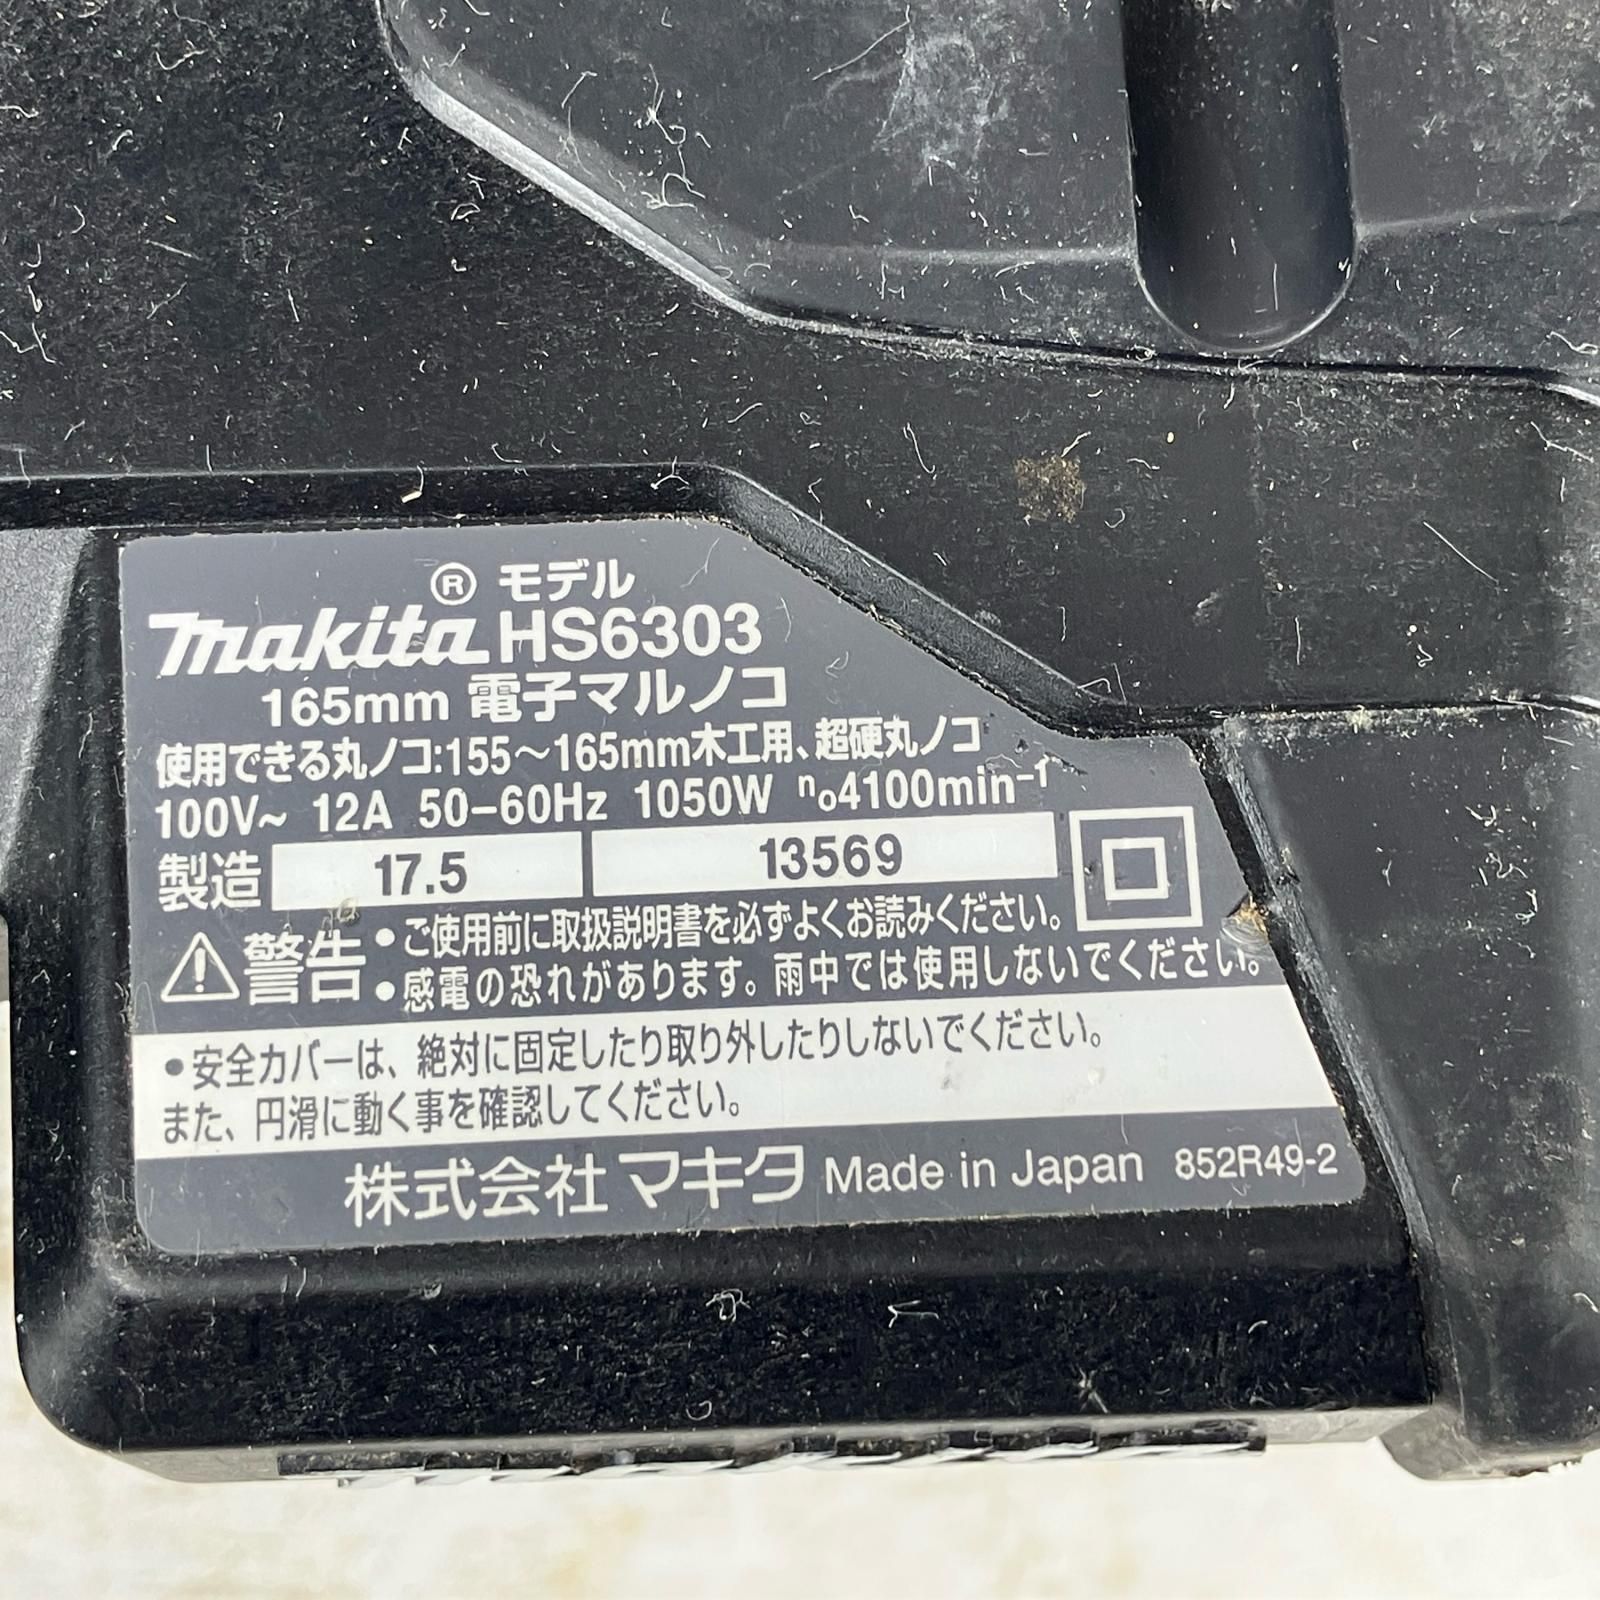 ® モデル
makita HS6303
165mm 電子マルノコ
使用できる丸ノコ:155～165mm木工用、超硬丸ノコ
100V~ 12A 50-60Hz 1050W no4100min-1
製造 17.5 13569
警告 •ご使用前に取扱説明書を必ずよくお読みください。
•感電の恐れがあります。雨中では使用しないでください。
•安全カバーは、絶対に固定したり取り外したりしないでください。
また、円滑に動く事を確認してください。
株式会社マキタ Made in Japan 852R49-2